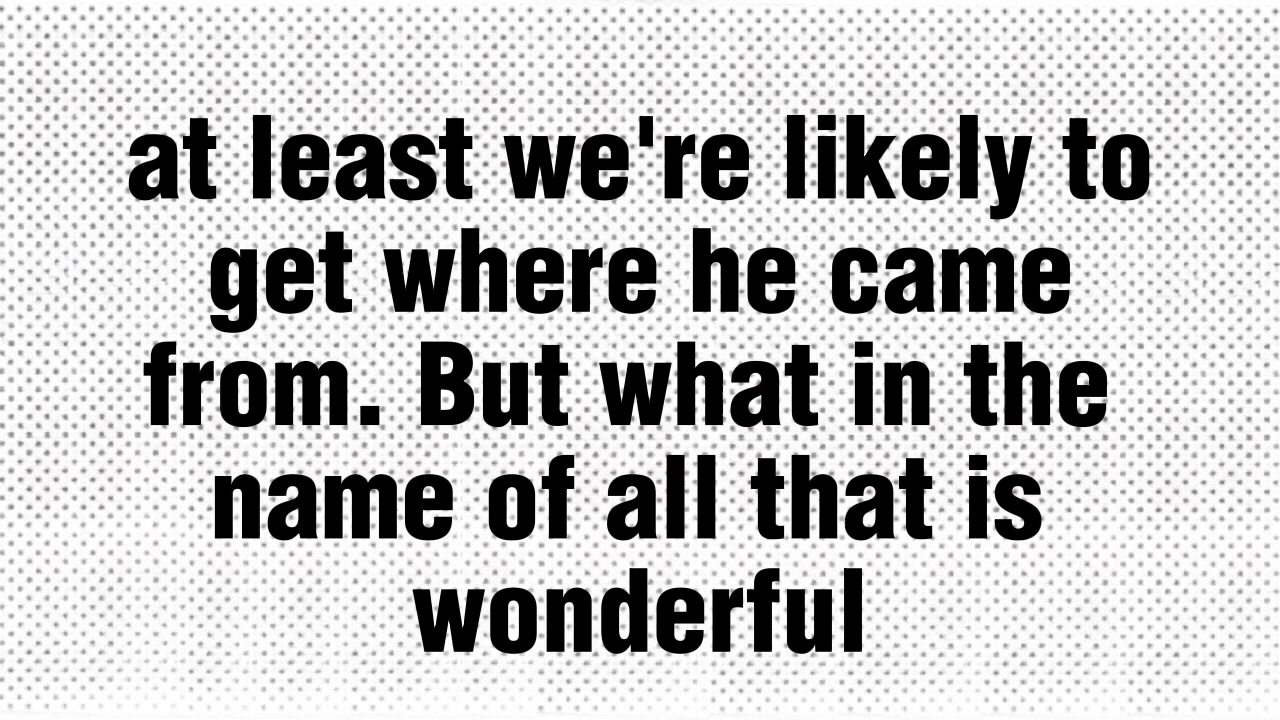 at least we're likely to
get where he came
from. But what in the
name of all that is
wonderful